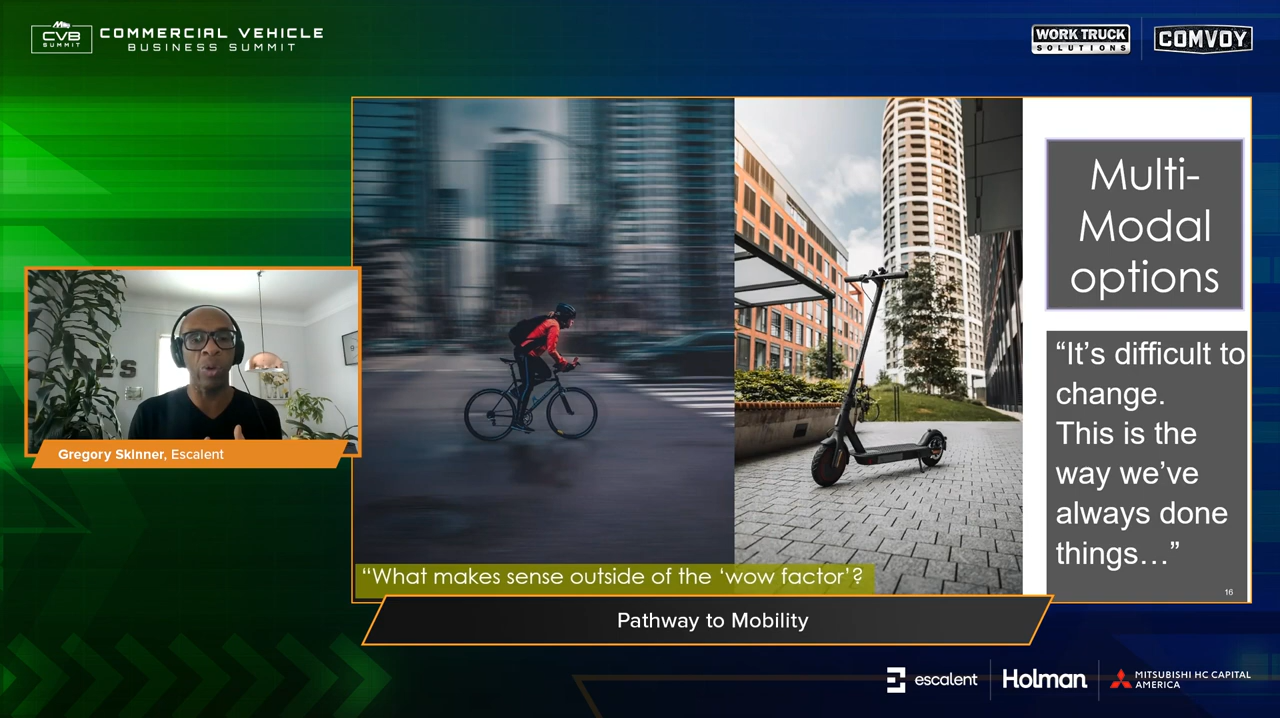 CVB
SUMMIT
COMMERCIAL VEHICLE
BUSINESS SUMMIT
WORK TRUCK
SOLUTIONS
COMVOY
Multi-
Modal
options
“It’s difficult to
change.
This is the
way we’ve
always done
things…”
16
Gregory Skinner, Escalent
“What makes sense outside of the ‘wow factor’?
Pathway to Mobility
escalent
Holman
MITSUBISHI HC CAPITAL
AMERICA